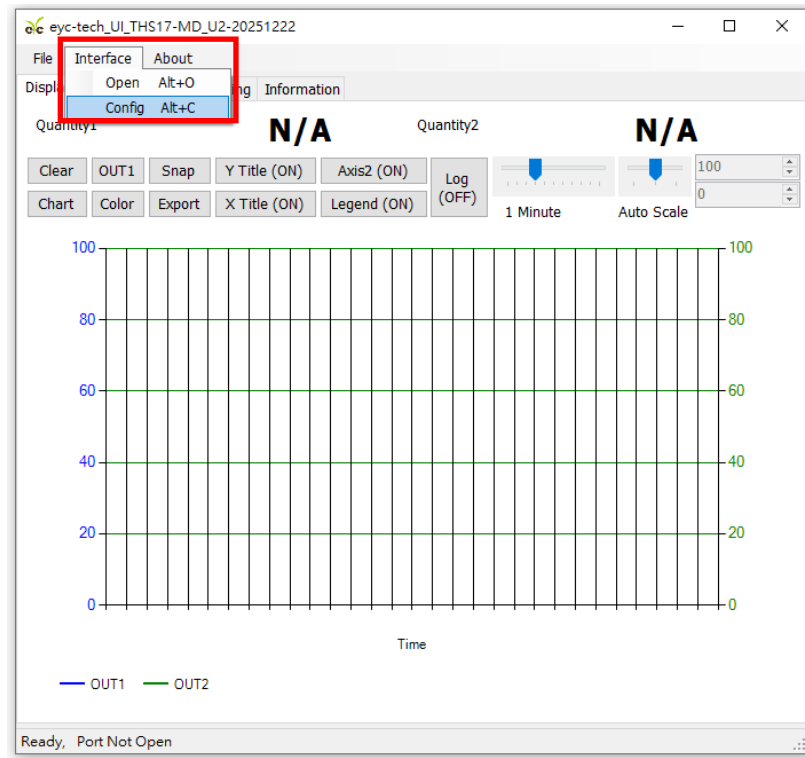 eyc-tech_UI_THS17-MD_U2-20251222
File Interface About
Open Alt+O
Config Alt+C
Information
Quantity1 N/A Quantity2 N/A
Clear OUT1 Snap Y Title (ON) Axis2 (ON) Log (OFF) 100
Chart Color Export X Title (ON) Legend (ON) 1 Minute Auto Scale 0
100 100
80 80
60 60
40 40
20 20
0 0
Time
OUT1 OUT2
Ready, Port Not Open